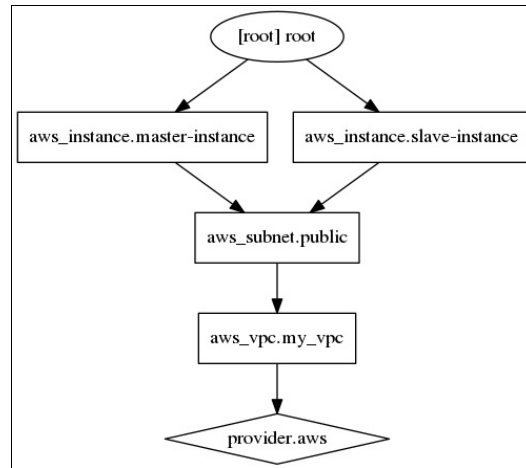 [root] root
aws_instance.master-instance
aws_instance.slave-instance
aws_subnet.public
aws_vpc.my_vpc
provider.aws